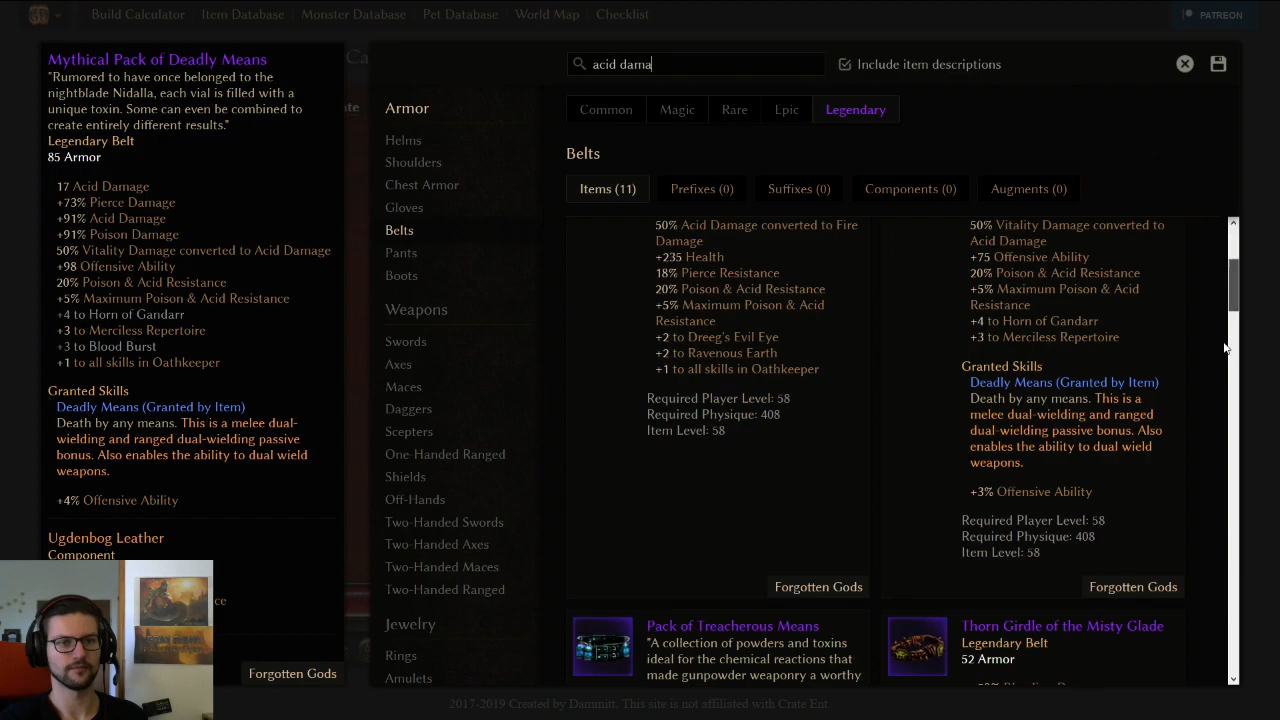 Build Calculator
Item Database
Monster Database
Pet Database
World Map
Checklist
PATREON
Mythical Pack of Deadly Means
"Rumored to have once belonged to the
nightblade Nidalla, each vial is filled with a
unique toxin. Some can even be combined to
create entirely different results."
Legendary Belt
85 Armor
17 Acid Damage
+73% Pierce Damage
+91% Acid Damage
+91% Poison Damage
50% Vitality Damage converted to Acid Damage
+98 Offensive Ability
20% Poison & Acid Resistance
+5% Maximum Poison & Acid Resistance
+4 to Horn of Gandarr
+3 to Merciless Repertoire
+3 to Blood Burst
+1 to all skills in Oathkeeper
Granted Skills
Deadly Means (Granted by Item)
Death by any means. This is a melee dual-
wielding and ranged dual-wielding passive
bonus. Also enables the ability to dual wield
weapons.
+4% Offensive Ability
Ugdenbog Leather
Component
ce
Forgotten Gods
Ca
ate
acid dama
Include item descriptions
Armor
Helms
Shoulders
Chest Armor
Gloves
Belts
Pants
Boots
Weapons
Swords
Axes
Maces
Daggers
Scepters
One-Handed Ranged
Shields
Off-Hands
Two-Handed Swords
Two-Handed Axes
Two-Handed Maces
Two-Handed Ranged
Jewelry
Rings
Amulets
Common
Magic
Rare
Epic
Legendary
Belts
Items (11)
Prefixes (0)
Suffixes (0)
Components (0)
Augments (0)
50% Acid Damage converted to Fire
Damage
+235 Health
18% Pierce Resistance
20% Poison & Acid Resistance
+5% Maximum Poison & Acid
Resistance
+2 to Dreeg's Evil Eye
+2 to Ravenous Earth
+1 to all skills in Oathkeeper
Required Player Level: 58
Required Physique: 408
Item Level: 58
Forgotten Gods
50% Vitality Damage converted to
Acid Damage
+75 Offensive Ability
20% Poison & Acid Resistance
+5% Maximum Poison & Acid
Resistance
+4 to Horn of Gandarr
+3 to Merciless Repertoire
Granted Skills
Deadly Means (Granted by Item)
Death by any means. This is a
melee dual-wielding and ranged
dual-wielding passive bonus. Also
enables the ability to dual wield
weapons.
+3% Offensive Ability
Required Player Level: 58
Required Physique: 408
Item Level: 58
Forgotten Gods
Pack of Treacherous Means
"A collection of powders and toxins
ideal for the chemical reactions that
made gunpowder weaponry a worthy
Thorn Girdle of the Misty Glade
Legendary Belt
52 Armor
2017-2019 Created by Dammitt. This site is not affiliated with Crate Ent